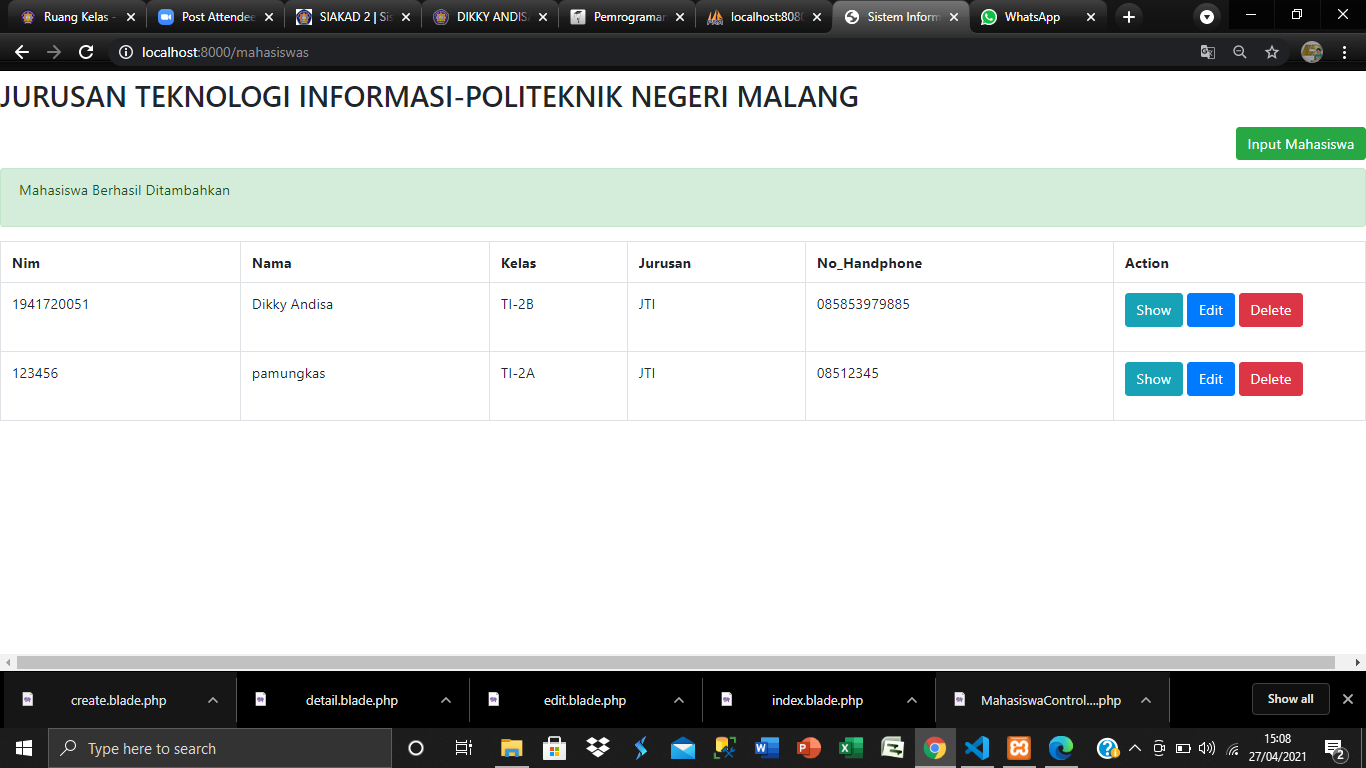 Ruang Kelas -
Post Attendee
SIAKAD 2 | Sis
DIKKY ANDISA
Pemrograman
localhost:8080
Sistem Inform
WhatsApp
localhost:8000/mahasiswas
JURUSAN TEKNOLOGI INFORMASI-POLITEKNIK NEGERI MALANG
Input Mahasiswa
Mahasiswa Berhasil Ditambahkan
Nim Nama Kelas Jurusan No_Handphone Action
1941720051 Dikky Andisa TI-2B JTI 085853979885 Show Edit Delete
123456 pamungkas TI-2A JTI 08512345 Show Edit Delete
create.blade.php
detail.blade.php
edit.blade.php
index.blade.php
MahasiswaControl....php
Show all
Type here to search
15:08
27/04/2021
2